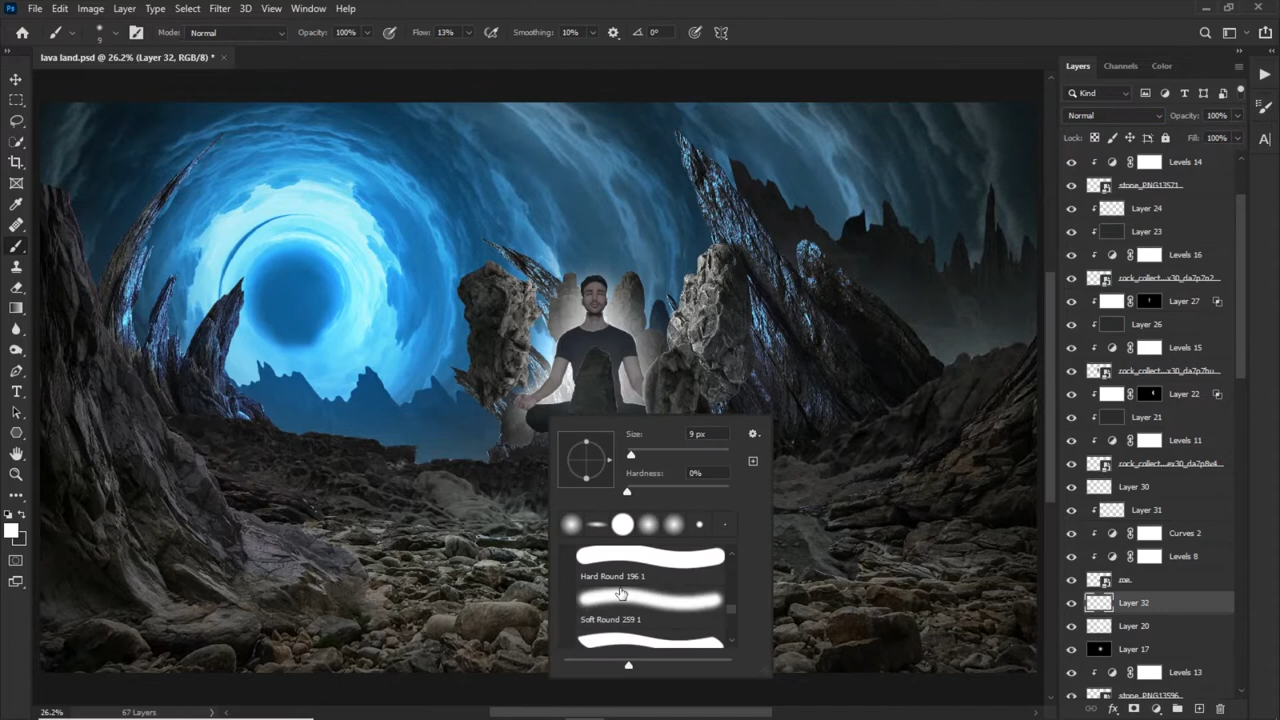 Ps File Edit Image Layer Type Select Filter 3D View Window Help
9 Mode: Normal Opacity: 100% Flow: 13% Smoothing: 10% 0°
lava land.psd @ 26.2% (Layer 32, RGB/8) *
Layers Channels Color
Kind
Normal Opacity: 100%
Lock: Fill: 100%
Levels 14
stone_PNG13571
Layer 24
Layer 23
Levels 16
Layer 27
Layer 26
Levels 15
Layer 22
Layer 21
Levels 11
Layer 30
Layer 31
Curves 2
Levels 8
me
Layer 32
Layer 20
Layer 17
Levels 13
stone_PNG13596
Size: 9 px
Hardness: 0%
Hard Round 196 1
Soft Round 259 1
26.2% 67 Layers